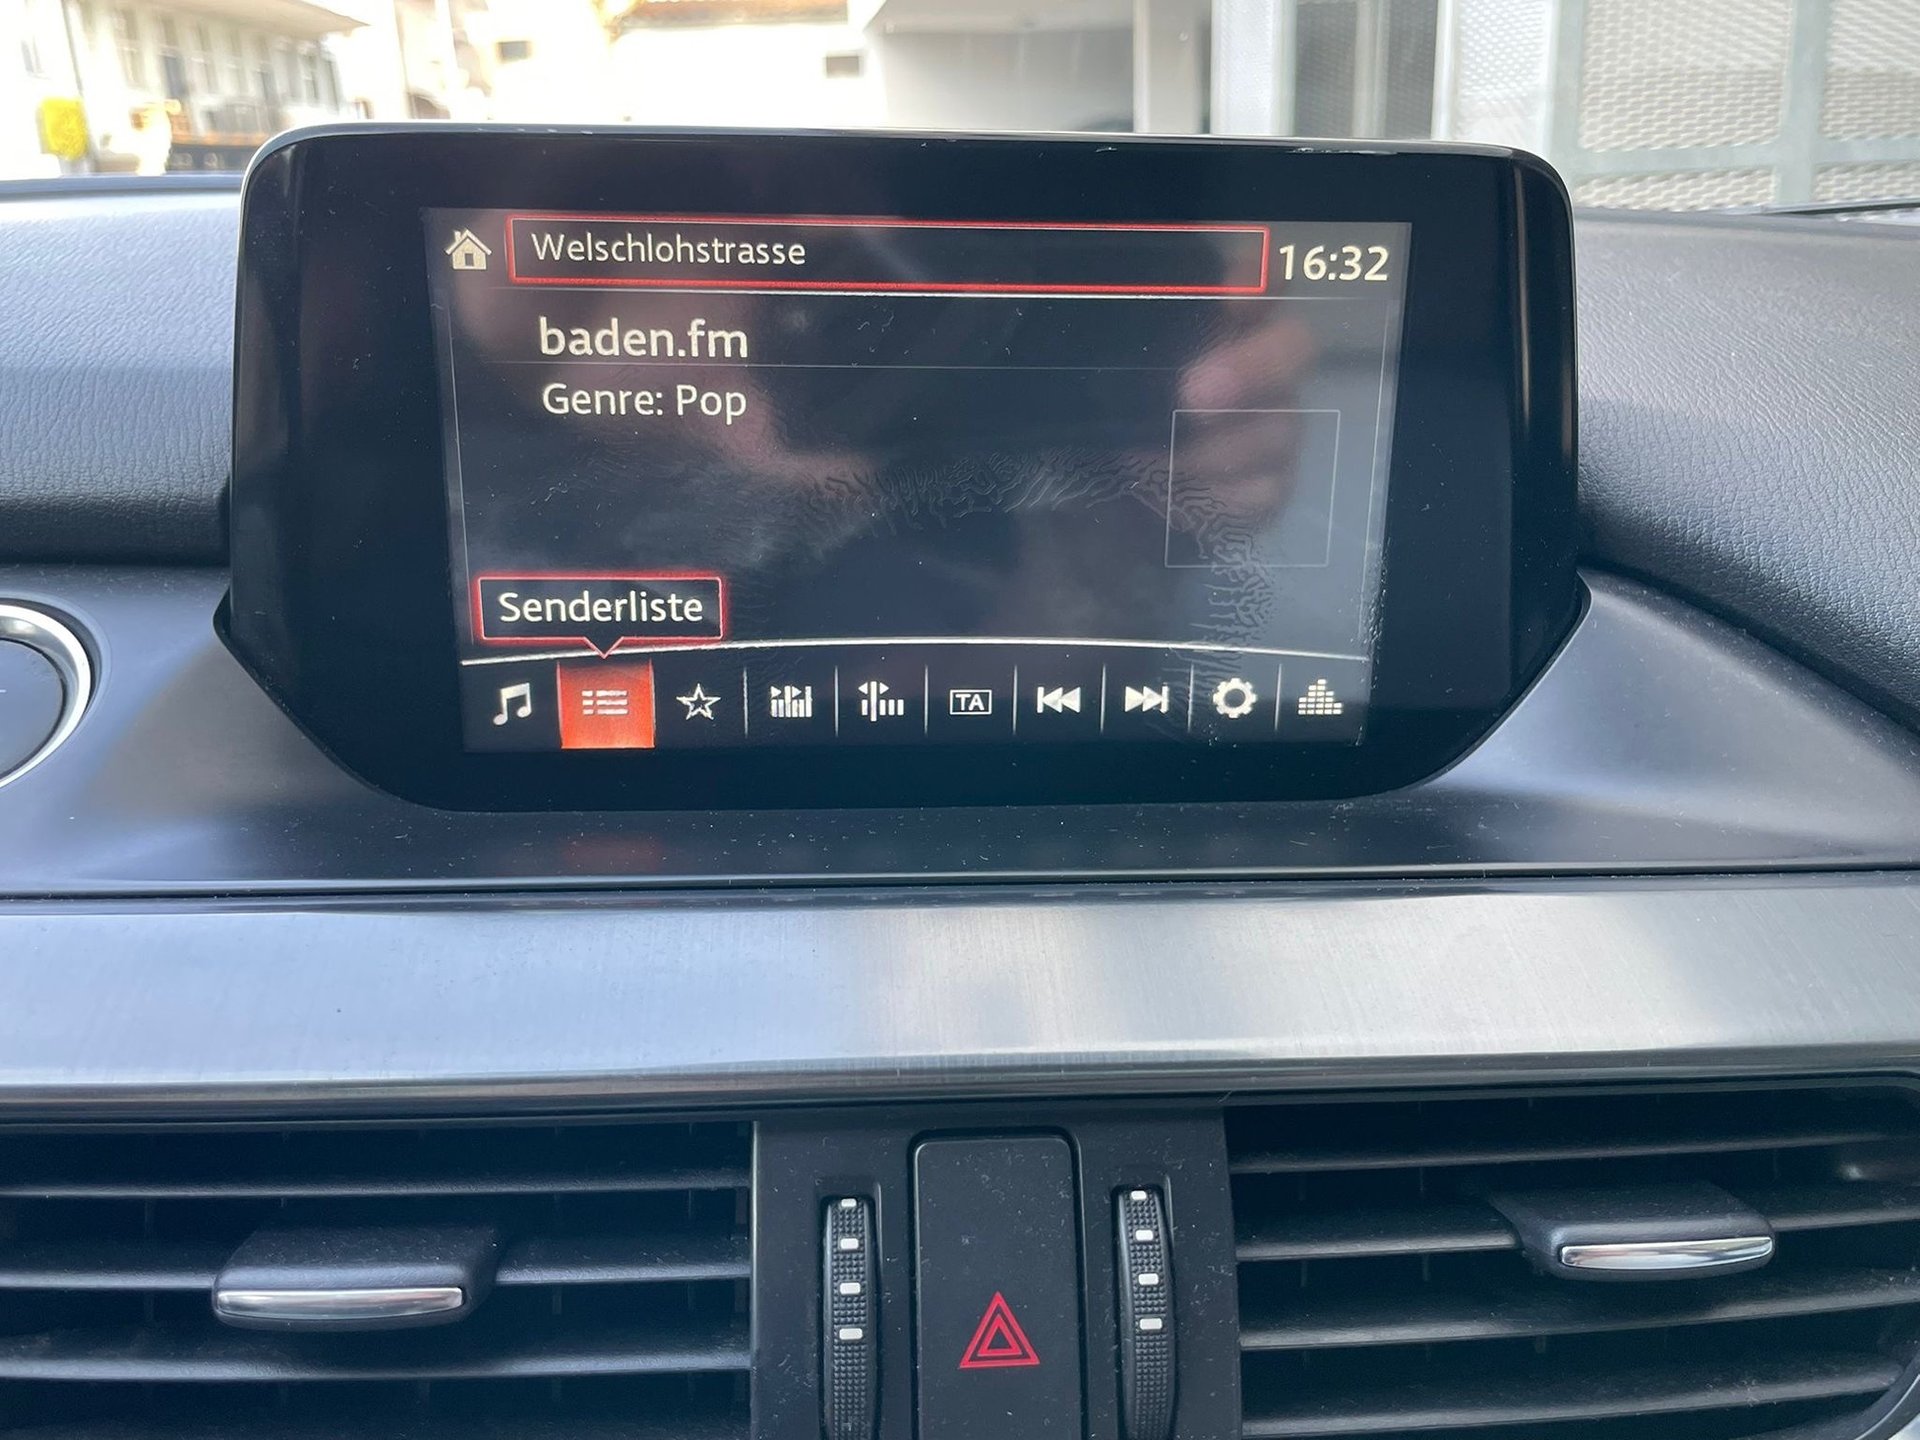 Welschlohstrasse
16:32
baden.fm
Genre: Pop
Senderliste
TA